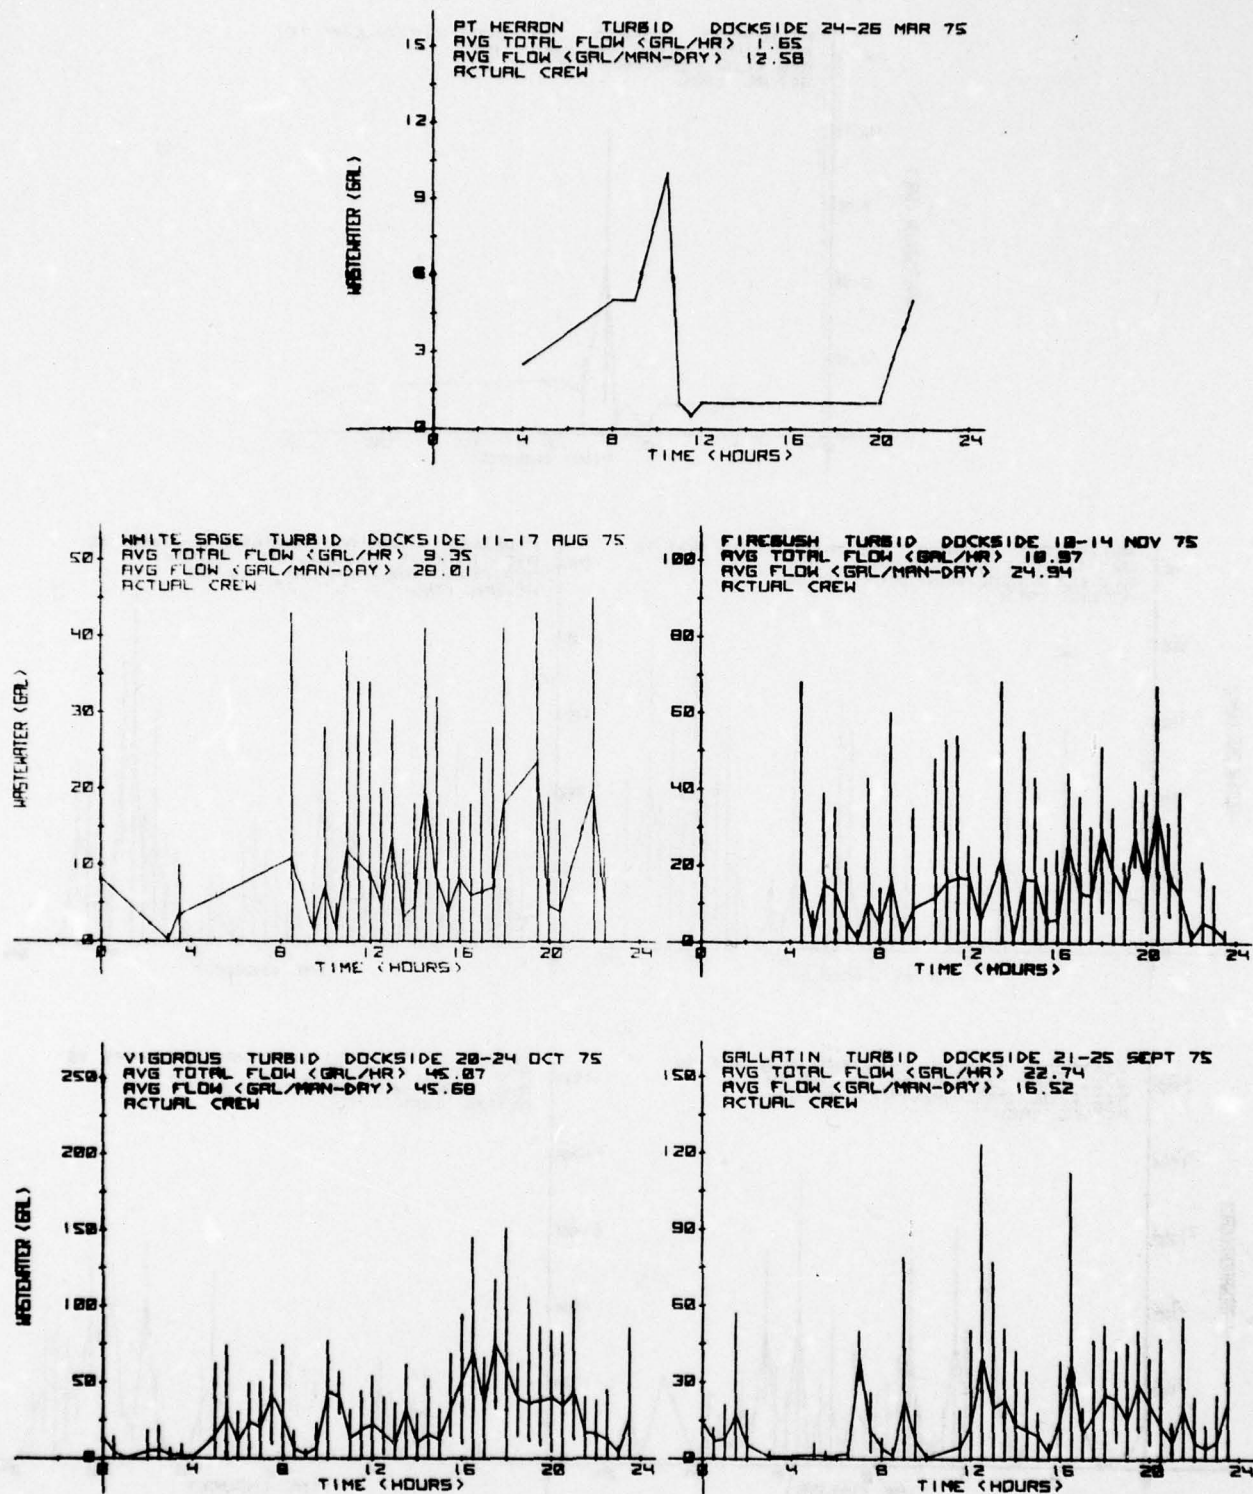 PT HERRON TURBID DOCKSIDE 24-26 MAR 75
AVG TOTAL FLOW <GAL/HR> 1.65
AVG FLOW <GAL/MAN-DAY> 12.58
ACTUAL CREW
15
12
9
6
3
0
WASTEWATER <GAL>
0 4 8 12 16 20 24
TIME <HOURS>
WHITE SAGE TURBID DOCKSIDE 11-17 AUG 75
AVG TOTAL FLOW <GAL/HR> 9.35
AVG FLOW <GAL/MAN-DAY> 28.01
ACTUAL CREW
50
40
30
20
10
0
WASTEWATER <GAL>
0 4 8 12 16 20 24
TIME <HOURS>
FIREBUSH TURBID DOCKSIDE 10-14 NOV 75
AVG TOTAL FLOW <GAL/HR> 18.97
AVG FLOW <GAL/MAN-DAY> 24.94
ACTUAL CREW
100
80
60
40
20
0
0 4 8 12 16 20 24
TIME <HOURS>
VIGOROUS TURBID DOCKSIDE 20-24 OCT 75
AVG TOTAL FLOW <GAL/HR> 45.07
AVG FLOW <GAL/MAN-DAY> 45.68
ACTUAL CREW
250
200
150
100
50
0
WASTEWATER <GAL>
0 4 8 12 16 20 24
TIME <HOURS>
GALLATIN TURBID DOCKSIDE 21-25 SEPT 75
AVG TOTAL FLOW <GAL/HR> 22.74
AVG FLOW <GAL/MAN-DAY> 16.52
ACTUAL CREW
150
120
90
60
30
0
0 4 8 12 16 20 24
TIME <HOURS>